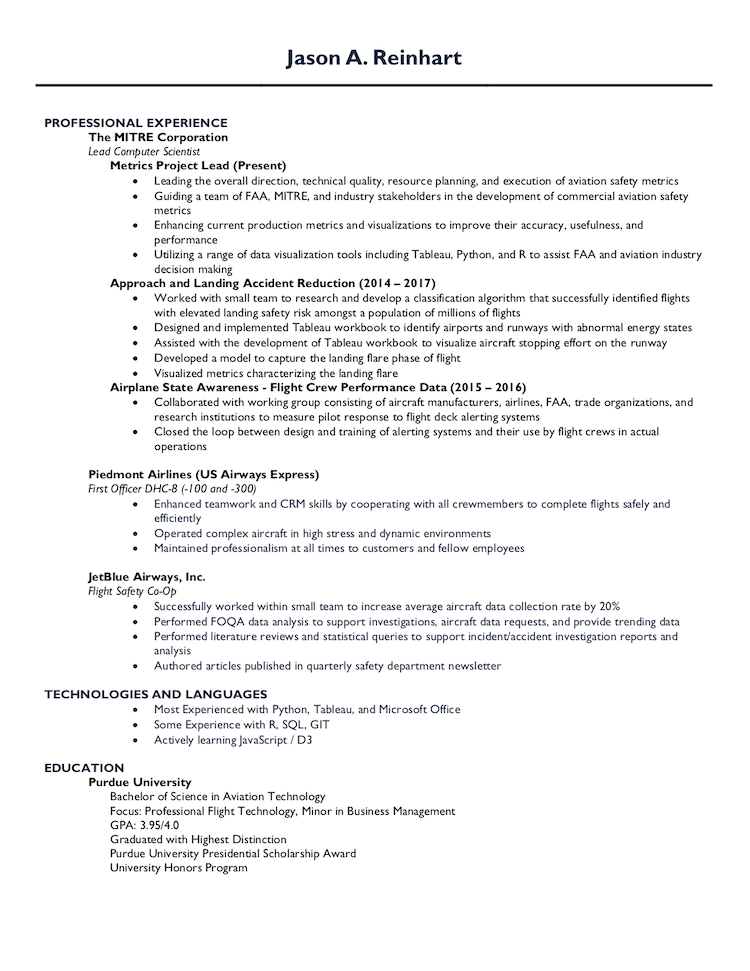 Jason A. Reinhart
PROFESSIONAL EXPERIENCE
The MITRE Corporation
Lead Computer Scientist
Metrics Project Lead (Present)
• Leading the overall direction, technical quality, resource planning, and execution of aviation safety metrics
• Guiding a team of FAA, MITRE, and industry stakeholders in the development of commercial aviation safety
metrics
• Enhancing current production metrics and visualizations to improve their accuracy, usefulness, and
performance
• Utilizing a range of data visualization tools including Tableau, Python, and R to assist FAA and aviation industry
decision making
Approach and Landing Accident Reduction (2014 – 2017)
• Worked with small team to research and develop a classification algorithm that successfully identified flights
with elevated landing safety risk amongst a population of millions of flights
• Designed and implemented Tableau workbook to identify airports and runways with abnormal energy states
• Assisted with the development of Tableau workbook to visualize aircraft stopping effort on the runway
• Developed a model to capture the landing flare phase of flight
• Visualized metrics characterizing the landing flare
Airplane State Awareness - Flight Crew Performance Data (2015 – 2016)
• Collaborated with working group consisting of aircraft manufacturers, airlines, FAA, trade organizations, and
research institutions to measure pilot response to flight deck alerting systems
• Closed the loop between design and training of alerting systems and their use by flight crews in actual
operations
Piedmont Airlines (US Airways Express)
First Officer DHC-8 (-100 and -300)
• Enhanced teamwork and CRM skills by cooperating with all crewmembers to complete flights safely and
efficiently
• Operated complex aircraft in high stress and dynamic environments
• Maintained professionalism at all times to customers and fellow employees
JetBlue Airways, Inc.
Flight Safety Co-Op
• Successfully worked within small team to increase average aircraft data collection rate by 20%
• Performed FOQA data analysis to support investigations, aircraft data requests, and provide trending data
• Performed literature reviews and statistical queries to support incident/accident investigation reports and
analysis
• Authored articles published in quarterly safety department newsletter
TECHNOLOGIES AND LANGUAGES
• Most Experienced with Python, Tableau, and Microsoft Office
• Some Experience with R, SQL, GIT
• Actively learning JavaScript / D3
EDUCATION
Purdue University
Bachelor of Science in Aviation Technology
Focus: Professional Flight Technology, Minor in Business Management
GPA: 3.95/4.0
Graduated with Highest Distinction
Purdue University Presidential Scholarship Award
University Honors Program